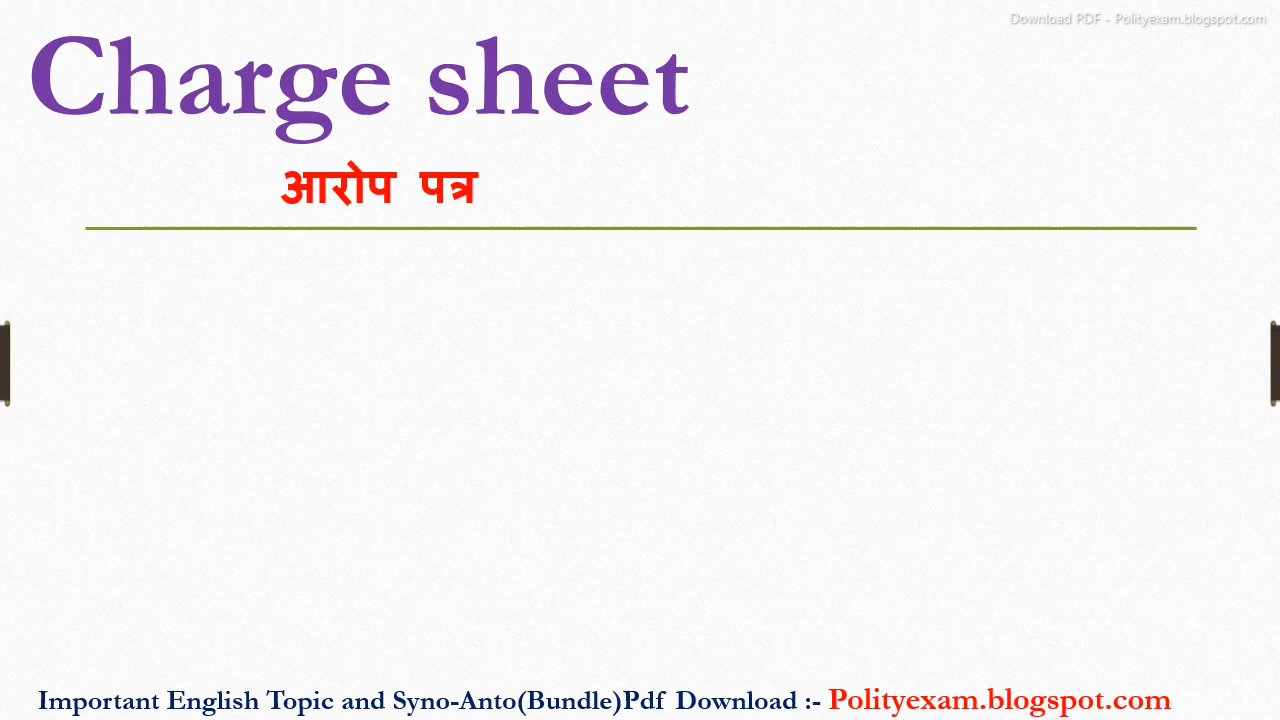 Download PDF - Polityexam.blogspot.com
Charge sheet
आरोप पत्र
Important English Topic and Syno-Anto(Bundle)Pdf Download :- Polityexam.blogspot.com